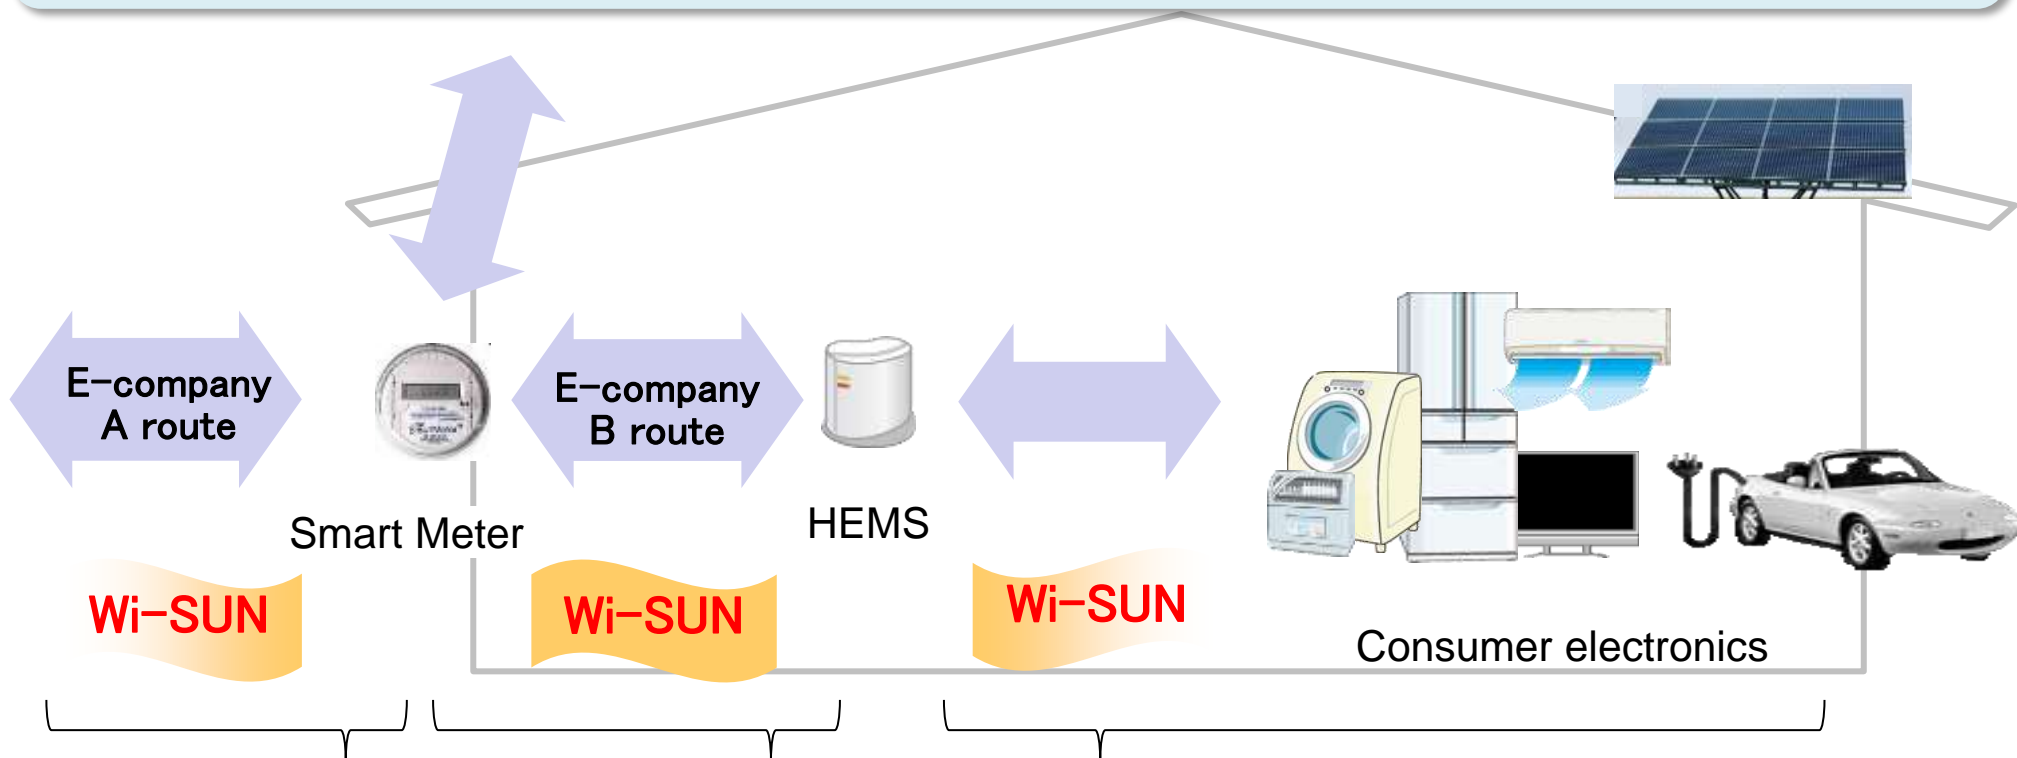 E-company
A route
E-company
B route
Smart Meter
HEMS
Wi-SUN
Wi-SUN
Wi-SUN
Consumer electronics